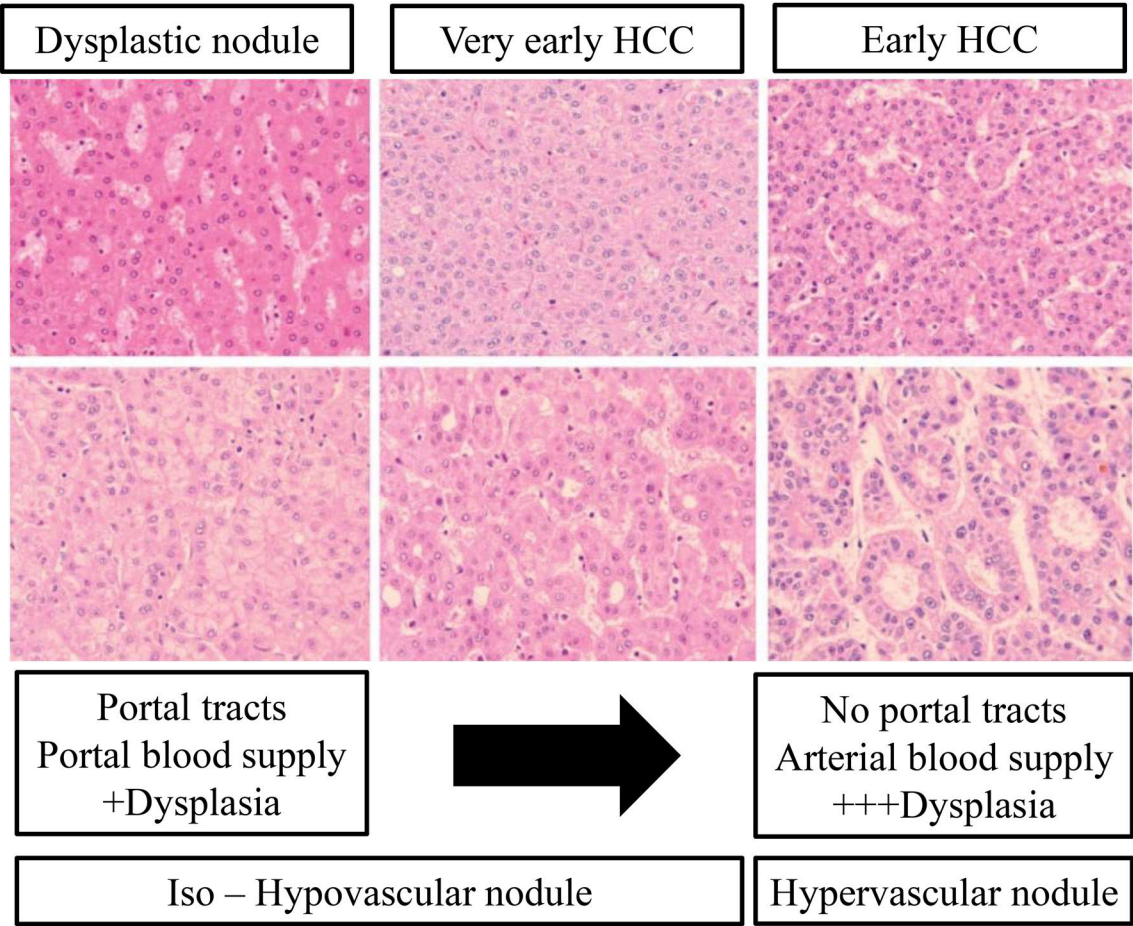 Dysplastic nodule
Very early HCC
Early HCC
Portal tracts
Portal blood supply
+Dysplasia
No portal tracts
Arterial blood supply
+++Dysplasia
Iso – Hypovascular nodule
Hypervascular nodule